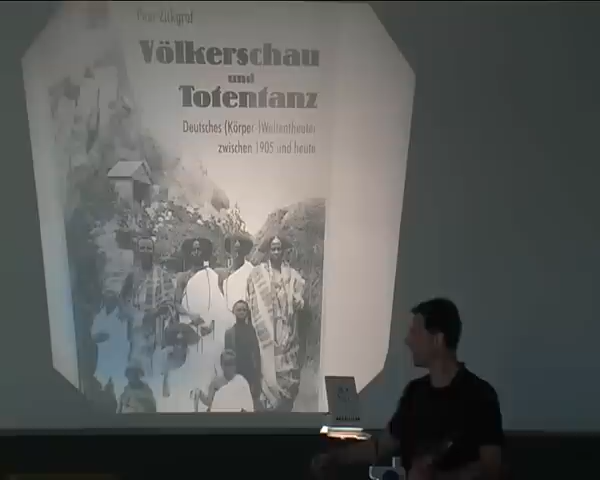 Völkerschau
und
Totentanz
Deutsches (Körper-)Weltentheater
zwischen 1905 und heute